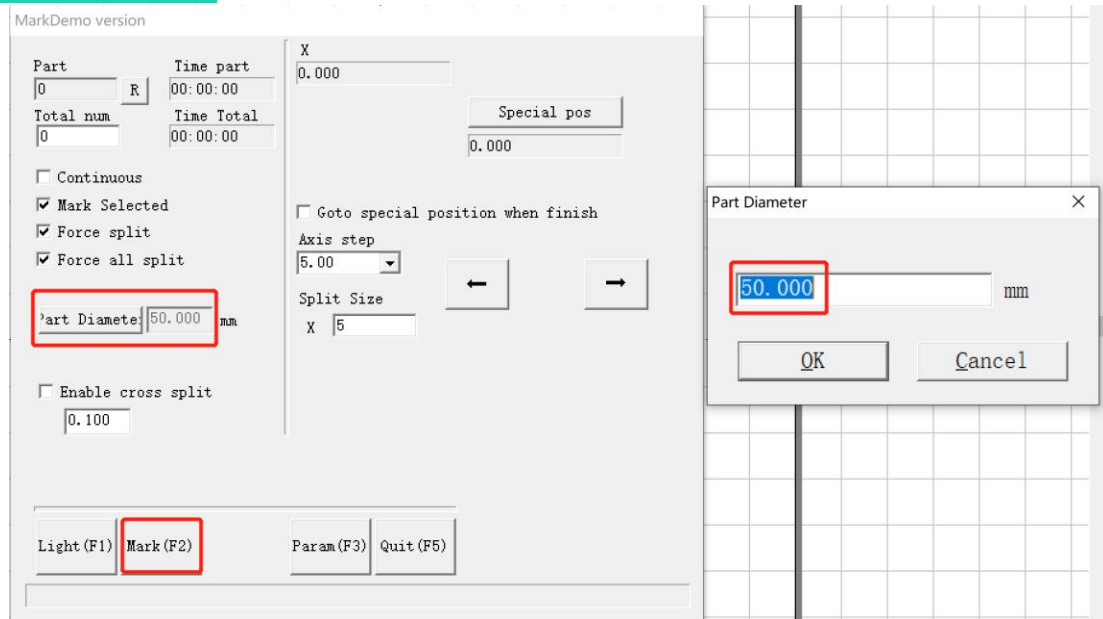 MarkDemo version
Part Time part
0 R 00:00:00
Total num Time Total
0 00:00:00
Continuous
Mark Selected
Force split
Force all split
Part Diameter 50.000 mm
Enable cross split
0.100
X
0.000
Special pos
0.000
Goto special position when finish
Axis step
5.00
← →
Split Size
X 5
Light(F1) Mark(F2) Param(F3) Quit(F5)
Part Diameter ×
50.000 mm
OK Cancel